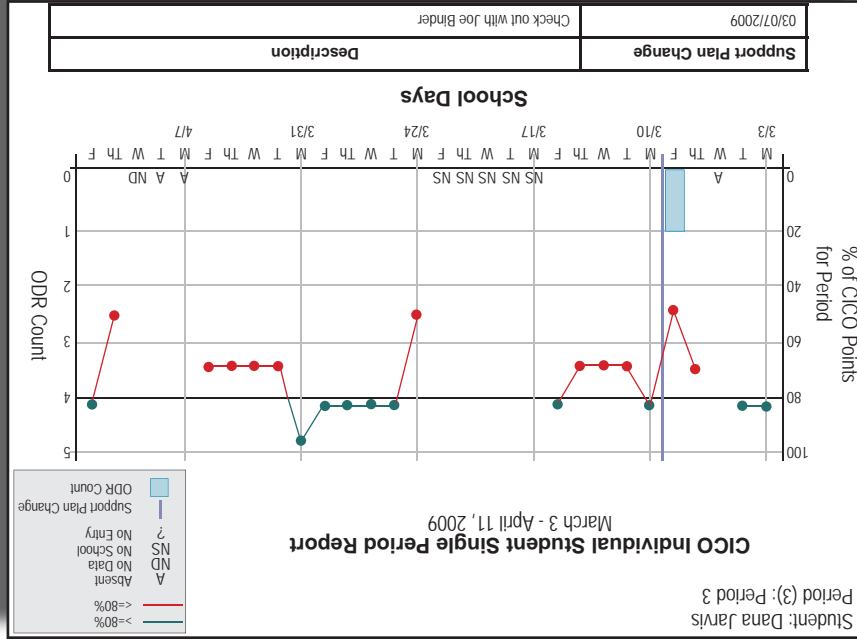 Student: Dana Jarvis
Period (3): Period 3
>=80%
<=80%
A Absent
ND No Data
NS No School
? No Entry
Support Plan Change
ODR Count
CICO Individual Student Single Period Report
March 3 - April 11, 2009
% of CICO Points
for Period
100
80
60
40
20
0
5
4
3
2
1
0
ODR Count
A NS NS NS NS NS A A ND
M T W Th F M T W Th F M T W Th F M T W Th F M T W Th F M T W Th F
3/3 3/10 3/17 3/24 3/31 4/7
School Days
Support Plan Change Description
03/07/2009 Check out with Joe Binder